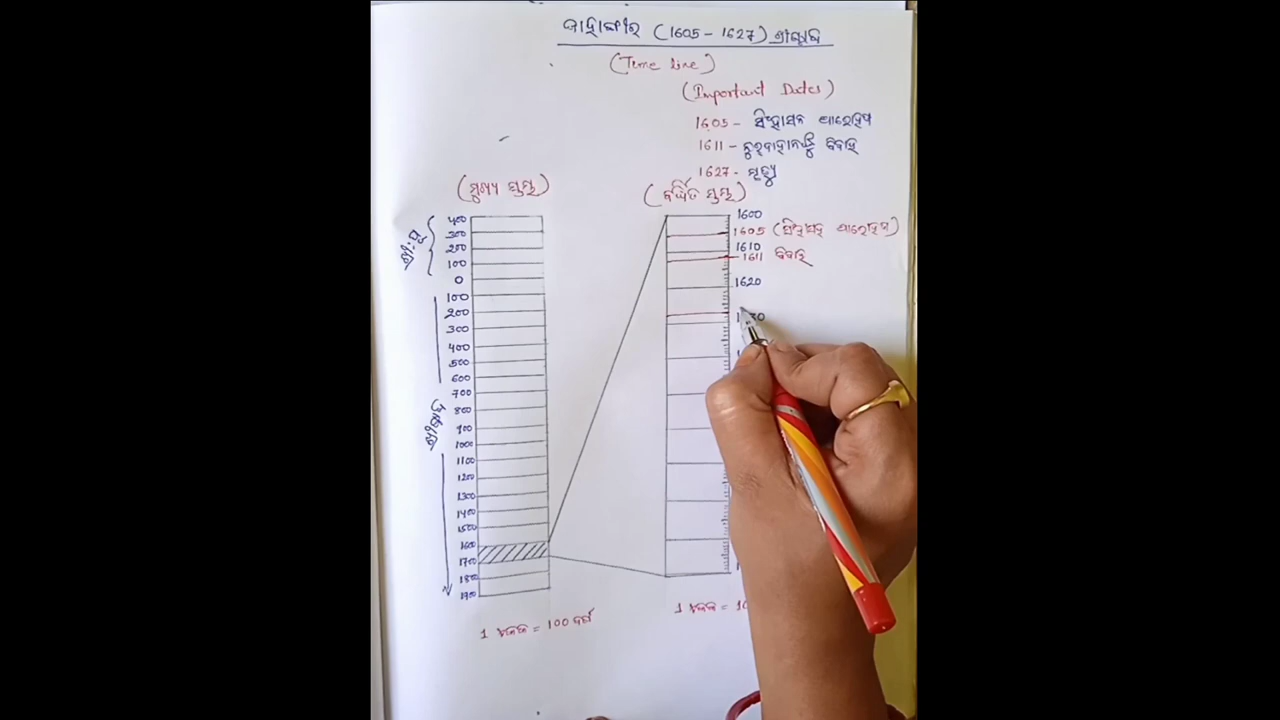 ଜାହାଙ୍ଗୀର (1605 - 1627) ଖ୍ରୀଷ୍ଟାବ୍ଦ
(Time line)
(Important Dates)
1605 - ସିଂହାସନ ଆରୋହଣ
1611 - ନୁରଜାହାନଙ୍କୁ ବିବାହ
1627 - ମୃତ୍ୟୁ
(ମୁଖ୍ୟ ସ୍ତମ୍ଭ)
(ବର୍ଦ୍ଧିତ ସ୍ତମ୍ଭ)
ଖ୍ରୀ:ପୂ
400
300
200
100
0
100
200
300
400
500
600
700
800
900
1000
1100
1200
1300
1400
1500
1600
1700
1800
1900
ଖ୍ରୀଷ୍ଟାବ୍ଦ
1600
1605 (ସିଂହାସନ ଆରୋହଣ)
1610
1611 ବିବାହ
1620
1 ସେ.ମି = 100 ବର୍ଷ